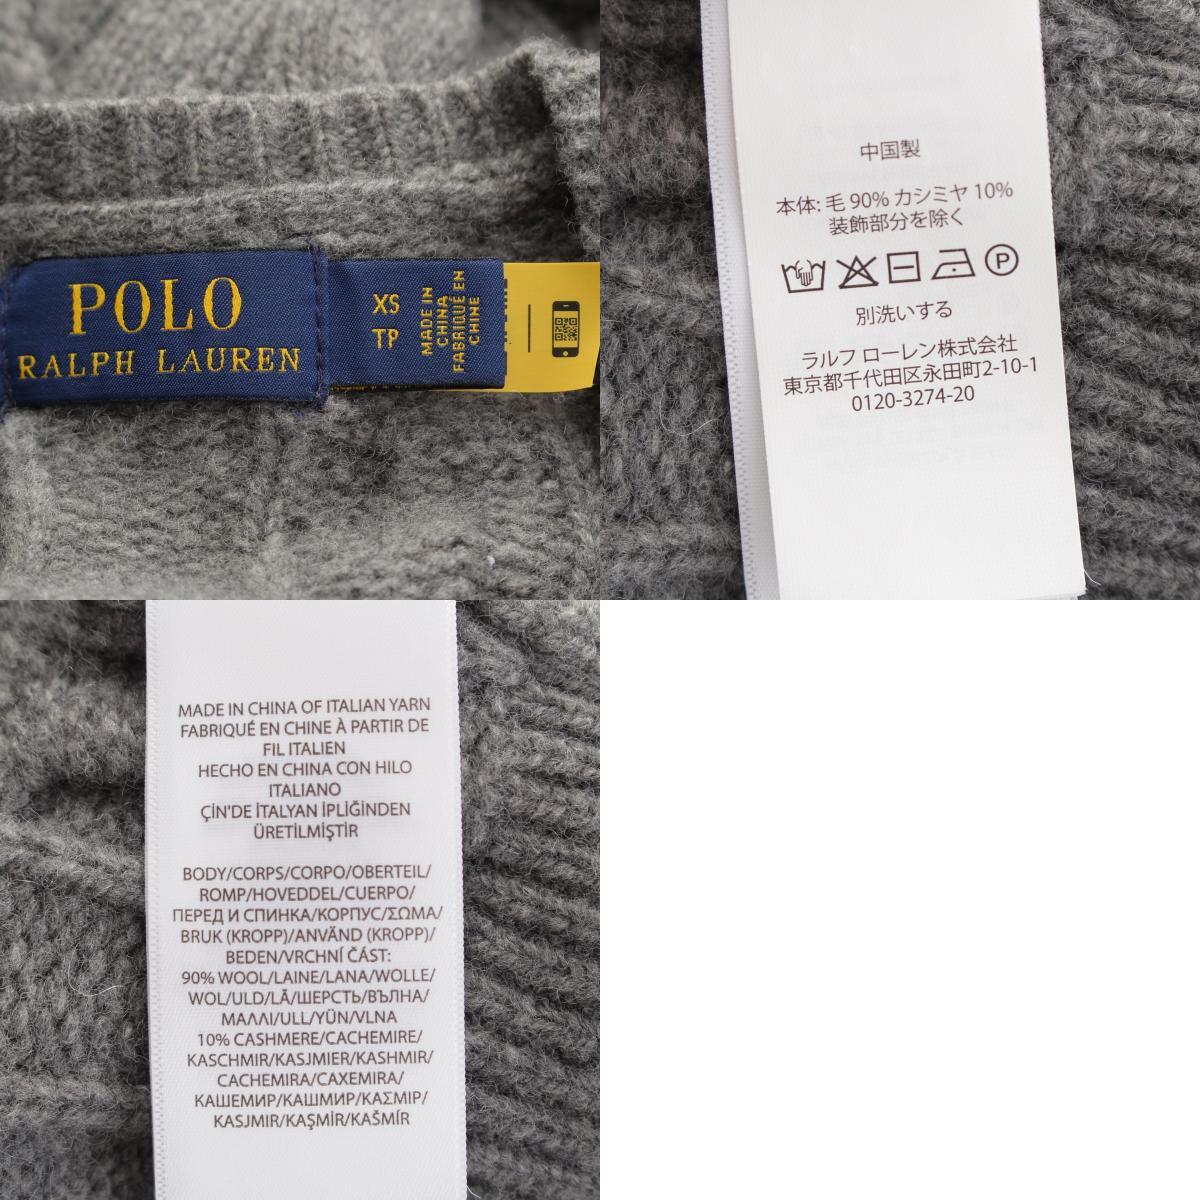 POLO
RALPH LAUREN
XS
TP
MADE IN
CHINA
FABRIQUÉ EN
CHINE
中国製
本体: 毛 90% カシミヤ 10%
装飾部分を除く
別洗いする
ラルフ ローレン株式会社
東京都千代田区永田町2-10-1
0120-3274-20
MADE IN CHINA OF ITALIAN YARN
FABRIQUÉ EN CHINE À PARTIR DE
FIL ITALIEN
HECHO EN CHINA CON HILO
ITALIANO
ÇİN'DE İTALYAN İPLİĞİNDEN
ÜRETİLMİŞTİR
BODY/CORPS/CORPO/OBERTEIL/
ROMP/HOVEDDEL/CUERPO/
ПЕРЕД И СПИНКА/КОРПУС/ΣΩΜΑ/
BRUK (KROPP)/ANVÄND (KROPP)/
BEDEN/VRCHNÍ ČÁST:
90% WOOL/LAINE/LANA/WOLLE/
WOL/ULD/LÃ/ШЕРСТЬ/ВЪЛНА/
ΜΑΛΛΙ/ULL/YÜN/VLNA
10% CASHMERE/CACHEMIRE/
KASCHMIR/KASJMIER/KASHMIR/
CACHEMIRA/CAXEMIRA/
КАШЕМИР/КАШМИР/ΚΑΣΜΙΡ/
KASJMIR/KAŞMİR/KAŠMÍR